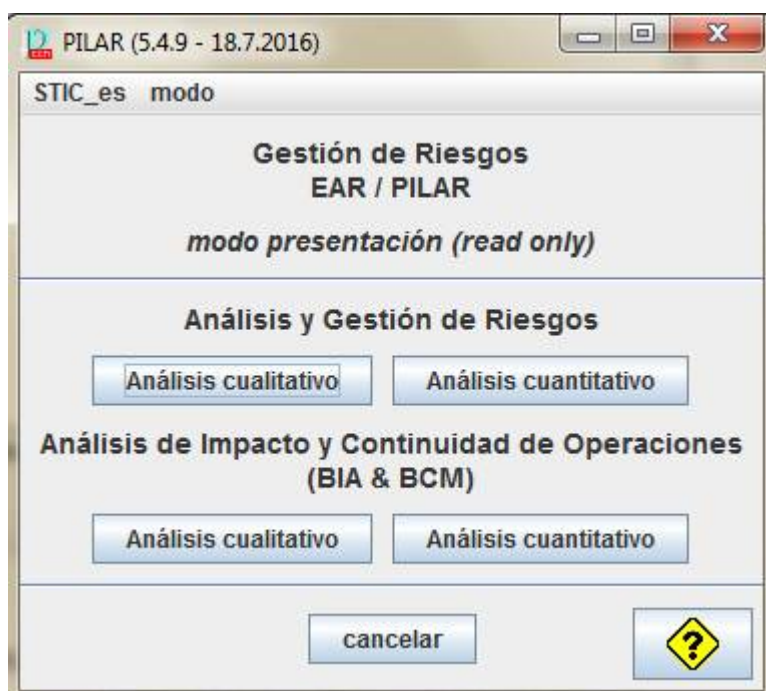 PILAR (5.4.9 - 18.7.2016)
STIC_es modo
Gestión de Riesgos
EAR / PILAR
modo presentación (read only)
Análisis y Gestión de Riesgos
Análisis cualitativo Análisis cuantitativo
Análisis de Impacto y Continuidad de Operaciones
(BIA & BCM)
Análisis cualitativo Análisis cuantitativo
cancelar ?